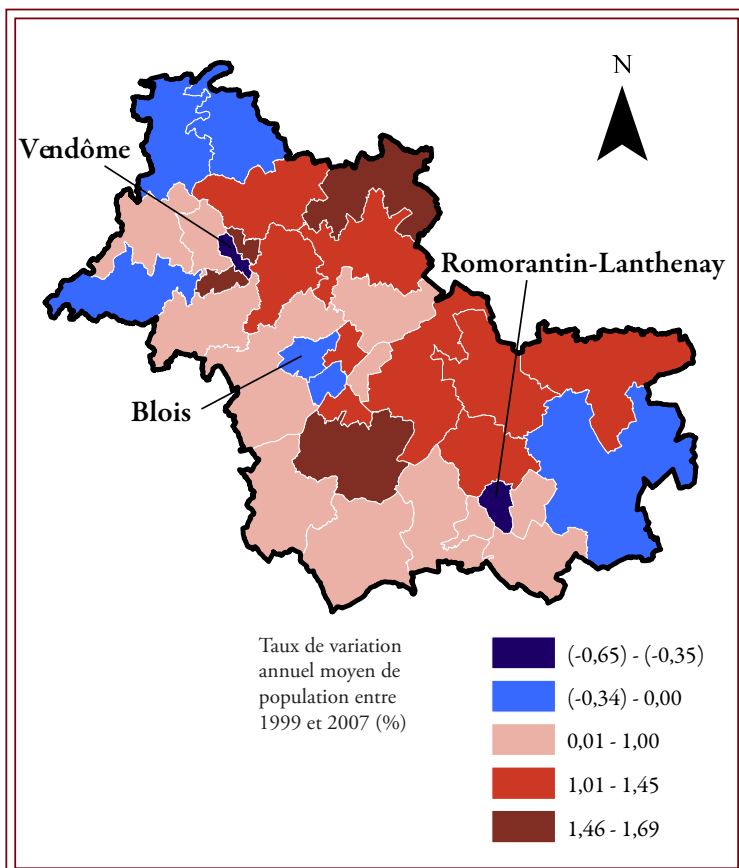 N
Vendôme
Romorantin-Lanthenay
Blois
Taux de variation
annuel moyen de
population entre
1999 et 2007 (%)
(-0,65) - (-0,35)
(-0,34) - 0,00
0,01 - 1,00
1,01 - 1,45
1,46 - 1,69